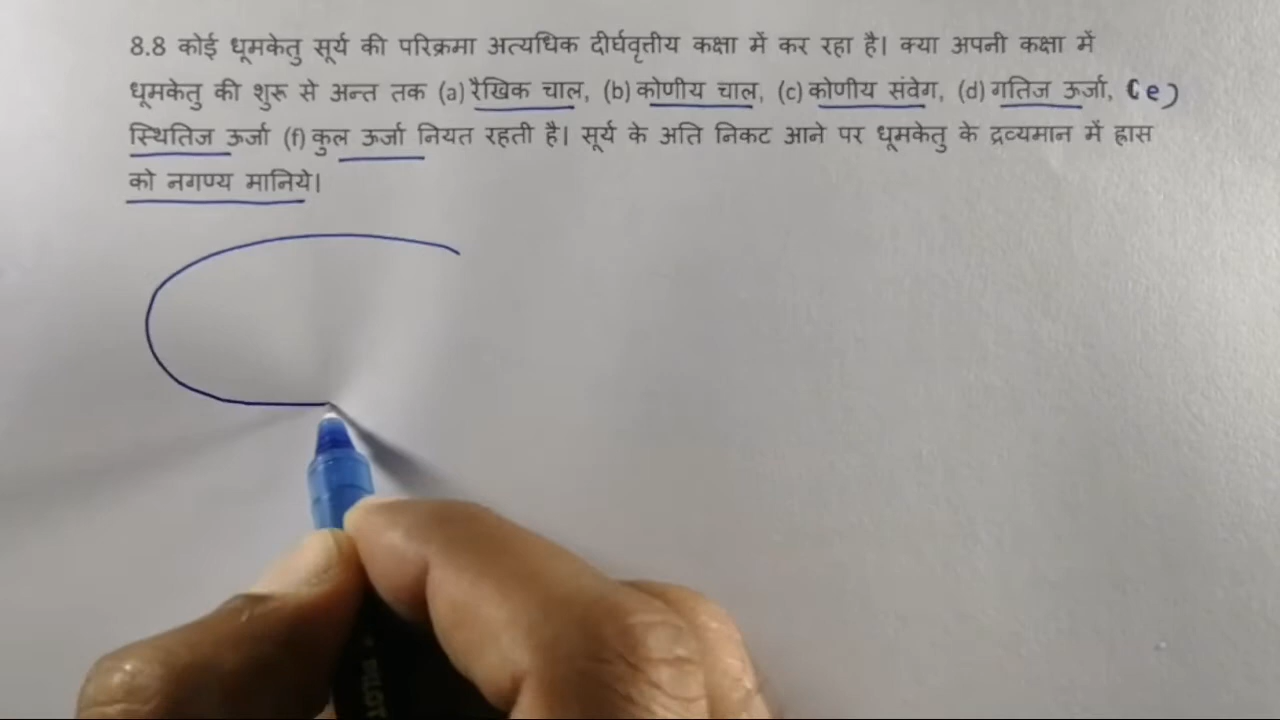 8.8 कोई धूमकेतु सूर्य की परिक्रमा अत्यधिक दीर्घवृत्तीय कक्षा में कर रहा है। क्या अपनी कक्षा में
धूमकेतु की शुरू से अन्त तक (a) रैखिक चाल, (b) कोणीय चाल, (c) कोणीय संवेग, (d) गतिज ऊर्जा, (e)
स्थितिज ऊर्जा (f) कुल ऊर्जा नियत रहती है। सूर्य के अति निकट आने पर धूमकेतु के द्रव्यमान में ह्रास
को नगण्य मानिये।
PILOT